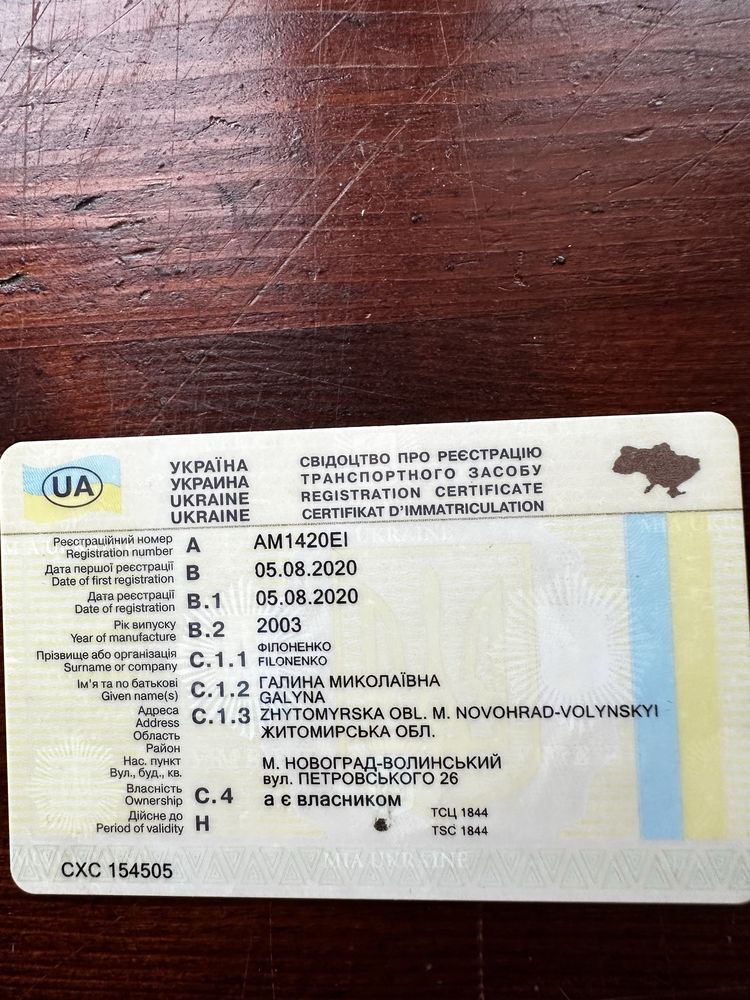 UA
УКРАЇНА
УКРАИНА
UKRAINE
UKRAINE
СВІДОЦТВО ПРО РЕЄСТРАЦІЮ
ТРАНСПОРТНОГО ЗАСОБУ
REGISTRATION CERTIFICATE
CERTIFIKAT D'IMMATRICULATION
Реєстраційний номер
Registration number A AM1420EI
Дата першої реєстрації
Date of first registration B 05.08.2020
Дата реєстрації
Date of registration B.1 05.08.2020
Рік випуску
Year of manufacture B.2 2003
Прізвище або організація
Surname or company C.1.1 ФІЛОНЕНКО
FILONENKO
Ім'я та по батькові
Given name(s) C.1.2 ГАЛИНА МИКОЛАЇВНА
GALYNA
Адреса
Address C.1.3 ZHYTOMYRSKA OBL. M. NOVOHRAD-VOLYNSKYI
Область ЖИТОМИРСЬКА ОБЛ.
Район
Нас. пункт М. НОВОГРАД-ВОЛИНСЬКИЙ
Вул., буд., кв. вул. ПЕТРОВСЬКОГО 26
Власність
Ownership C.4 а є власником
Дійсне до
Period of validity H
ТСЦ 1844
TSC 1844
MIA UKRAINE
СХС 154505